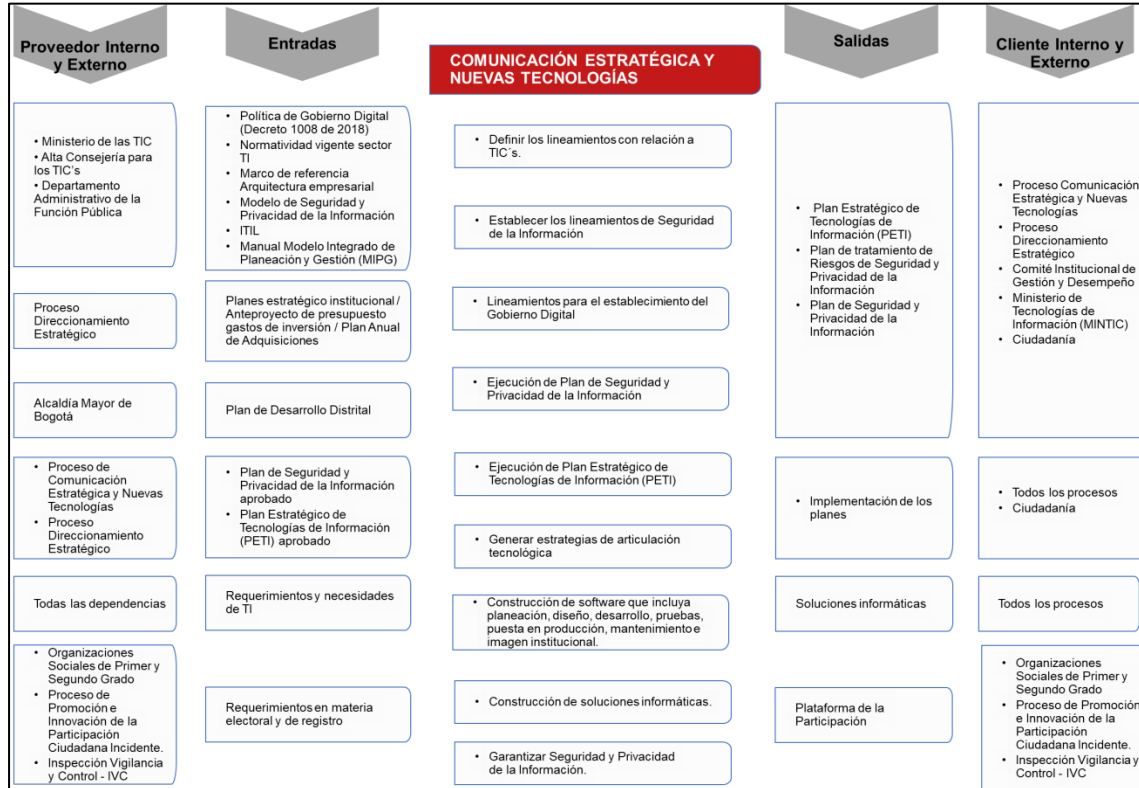 Proveedor Interno
y Externo
Entradas
COMUNICACIÓN ESTRATÉGICA Y
NUEVAS TECNOLOGÍAS
Salidas
Cliente Interno y
Externo
• Ministerio de las TIC
• Alta Consejería para
los TIC's
• Departamento
Administrativo de la
Función Pública
• Política de Gobierno Digital
(Decreto 1008 de 2018)
• Normatividad vigente sector
TI
• Marco de referencia
Arquitectura empresarial
• Modelo de Seguridad y
Privacidad de la Información
• ITIL
• Manual Modelo Integrado de
Planeación y Gestión (MIPG)
• Definir los lineamientos con relación a
TIC´s.
• Establecer los lineamientos de Seguridad
de la Información
• Plan Estratégico de
Tecnologías de
Información (PETI)
• Plan de tratamiento de
Riesgos de Seguridad y
Privacidad de la
Información
• Plan de Seguridad y
Privacidad de la
Información
• Proceso Comunicación
Estratégica y Nuevas
Tecnologías
• Proceso
Direccionamiento
Estratégico
• Comité Institucional de
Gestión y Desempeño
• Ministerio de
Tecnologías de
Información (MINTIC)
• Ciudadanía
Proceso
Direccionamiento
Estratégico
Planes estratégico institucional /
Anteproyecto de presupuesto
gastos de inversión / Plan Anual
de Adquisiciones
• Lineamientos para el establecimiento del
Gobierno Digital
Alcaldía Mayor de
Bogotá
Plan de Desarrollo Distrital
• Ejecución de Plan de Seguridad y
Privacidad de la Información
• Proceso de
Comunicación
Estratégica y Nuevas
Tecnologías
• Proceso
Direccionamiento
Estratégico
• Plan de Seguridad y
Privacidad de la
Información
aprobado
• Plan Estratégico de
Tecnologías de Información
(PETI) aprobado
• Ejecución de Plan Estratégico de
Tecnologías de Información (PETI)
• Generar estrategias de articulación
tecnológica
• Implementación de los
planes
• Todos los procesos
• Ciudadanía
Todas las dependencias
Requerimientos y necesidades
de TI
• Construcción de software que incluya
planeación, diseño, desarrollo, pruebas,
puesta en producción, mantenimiento e
imagen institucional.
Soluciones informáticas
Todos los procesos
• Organizaciones
Sociales de Primer y
Segundo Grado
• Proceso de
Promoción e
Innovación de la
Participación
Ciudadana Incidente.
• Inspección Vigilancia
y Control - IVC
Requerimientos en materia
electoral y de registro
• Construcción de soluciones informáticas.
• Garantizar Seguridad y Privacidad
de la Información.
Plataforma de la
Participación
• Organizaciones
Sociales de Primer y
Segundo Grado
• Proceso de Promoción
e Innovación de la
Participación
Ciudadana Incidente.
• Inspección Vigilancia y
Control - IVC